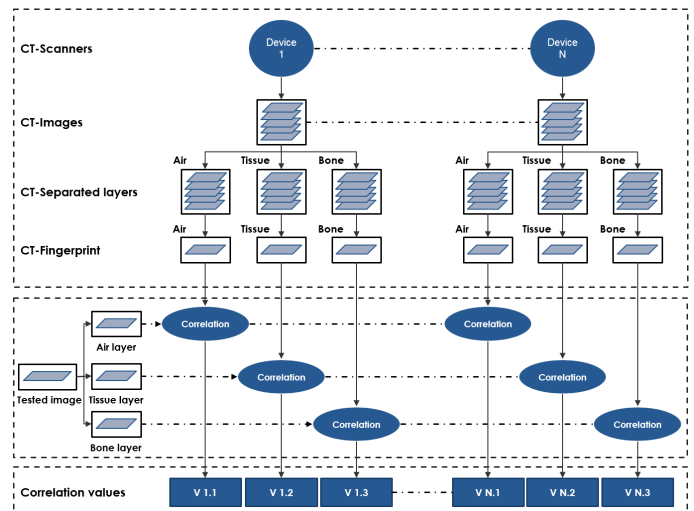 CT-Scanners
Device
1
Device
N
CT-Images
Air
Tissue
Bone
Air
Tissue
Bone
CT-Separated layers
Air
Tissue
Bone
Air
Tissue
Bone
CT-Fingerprint
Correlation
Correlation
Air layer
Correlation
Correlation
Tested image
Tissue layer
Correlation
Correlation
Bone layer
Correlation values
V 1.1
V 1.2
V 1.3
V N.1
V N.2
V N.3